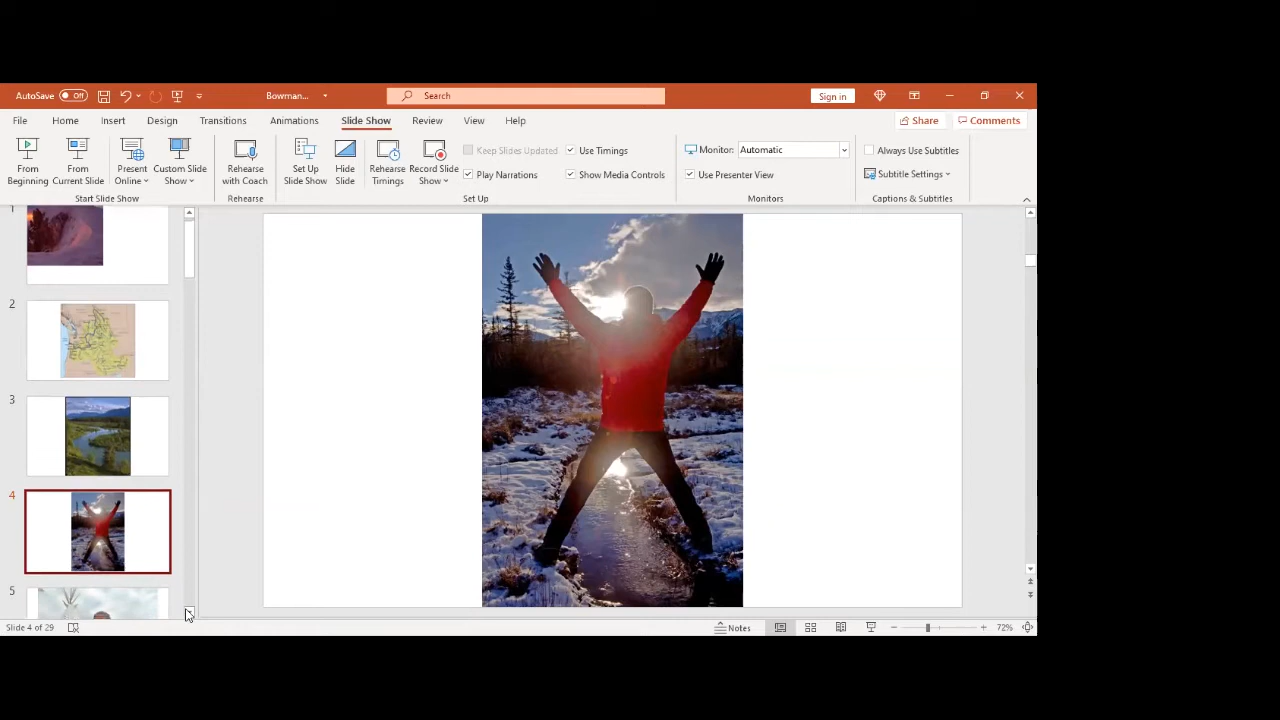 AutoSave Off Bowman... Search Sign in
File Home Insert Design Transitions Animations Slide Show Review View Help Share Comments
From Beginning
From Current Slide
Present Online
Custom Slide Show
Start Slide Show
Rehearse with Coach
Rehearse
Set Up Slide Show
Hide Slide
Rehearse Timings
Record Slide Show
Keep Slides Updated
Play Narrations
Use Timings
Show Media Controls
Set Up
Monitor: Automatic
Use Presenter View
Monitors
Always Use Subtitles
Subtitle Settings
Captions & Subtitles
1
2
3
4
5
Slide 4 of 29 Notes 72%